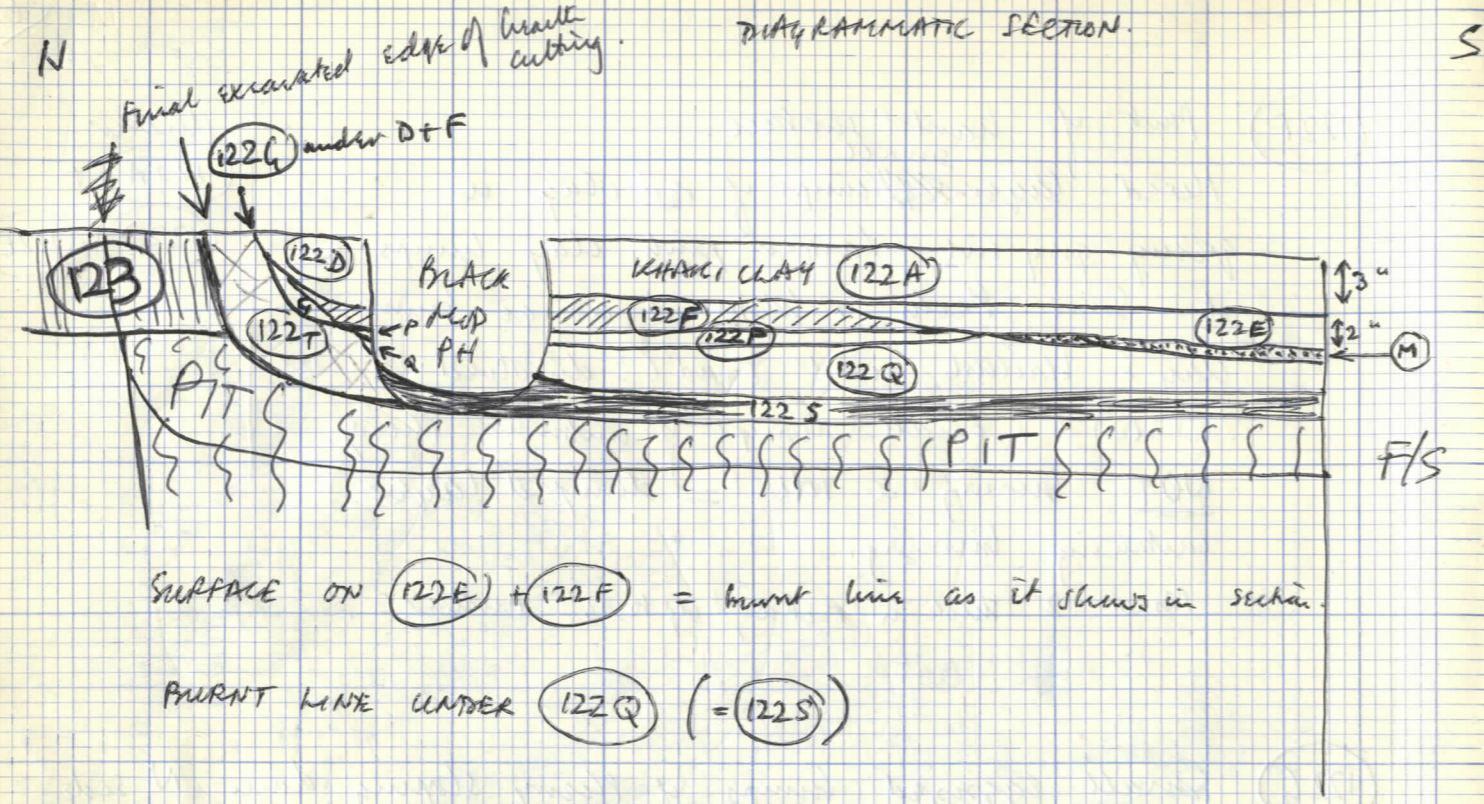 N
DIAGRAMMATIC SECTION.
S
Final excavated edge of hearth
cutting.
122G under D+F
123
122D
G
122T
BLACK
MOD
PH
P
Q
KHAKI CLAY 122A
3"
122F
122E
2"
122P
M
122Q
122S
PIT
PIT
F/S
SURFACE ON 122E + 122F = burnt line as it shows in section.
BURNT LINE UNDER 122Q (= 122S)